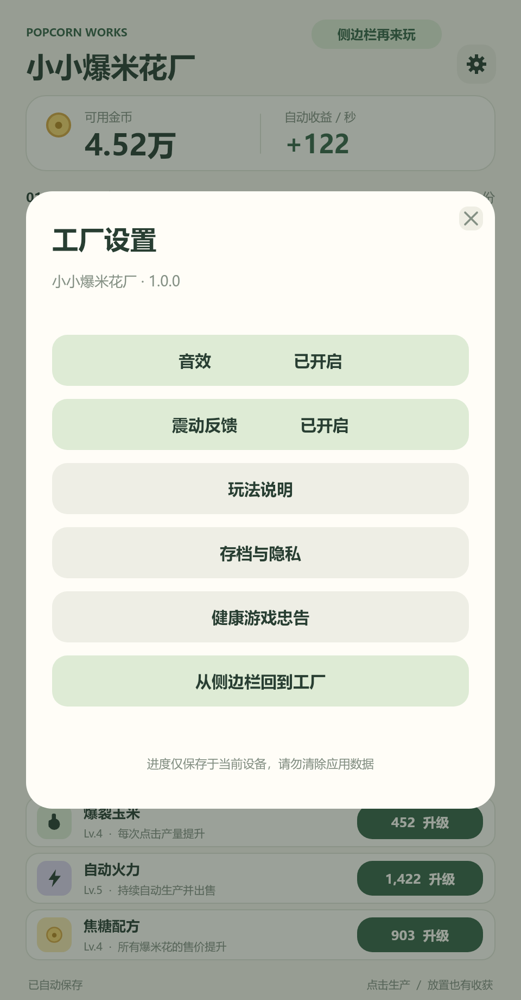 POPCORN WORKS
侧边栏再来玩
小小爆米花厂
可用金币
自动收益 / 秒
4.52万
+122
01
份
工厂设置
小小爆米花厂 · 1.0.0
音效 已开启
震动反馈 已开启
玩法说明
存档与隐私
健康游戏忠告
从侧边栏回到工厂
进度仅保存于当前设备，请勿清除应用数据
爆裂玉米
Lv.4 · 每次点击产量提升
452 升级
自动火力
Lv.5 · 持续自动生产并出售
1,422 升级
焦糖配方
Lv.4 · 所有爆米花的售价提升
903 升级
已自动保存
点击生产 / 放置也有收获